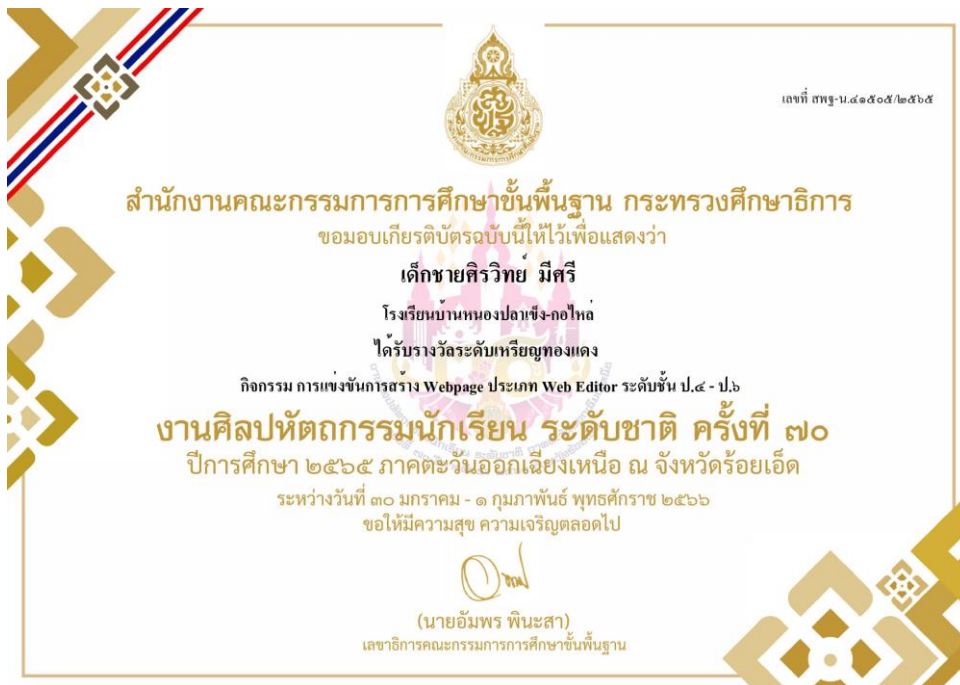 เลขที่ สพฐ-น.๔๑๕๐๕/๒๕๖๕
สำนักงานคณะกรรมการการศึกษาขั้นพื้นฐาน กระทรวงศึกษาธิการ
ขอมอบเกียรติบัตรฉบับนี้ให้ไว้เพื่อแสดงว่า
เด็กชายศิรวิทย์ มีศรี
โรงเรียนบ้านหนองปลาเข็ง-กอไหล่
ได้รับรางวัลระดับเหรียญทองแดง
กิจกรรม การแข่งขันการสร้าง Webpage ประเภท Web Editor ระดับชั้น ป.๔ - ป.๖
งานศิลปหัตถกรรมนักเรียน ระดับชาติ ครั้งที่ ๗๐
ปีการศึกษา ๒๕๖๕ ภาคตะวันออกเฉียงเหนือ ณ จังหวัดร้อยเอ็ด
ระหว่างวันที่ ๓๐ มกราคม - ๑ กุมภาพันธ์ พุทธศักราช ๒๕๖๖
ขอให้มีความสุข ความเจริญตลอดไป
(นายอัมพร พินะสา)
เลขาธิการคณะกรรมการการศึกษาขั้นพื้นฐาน